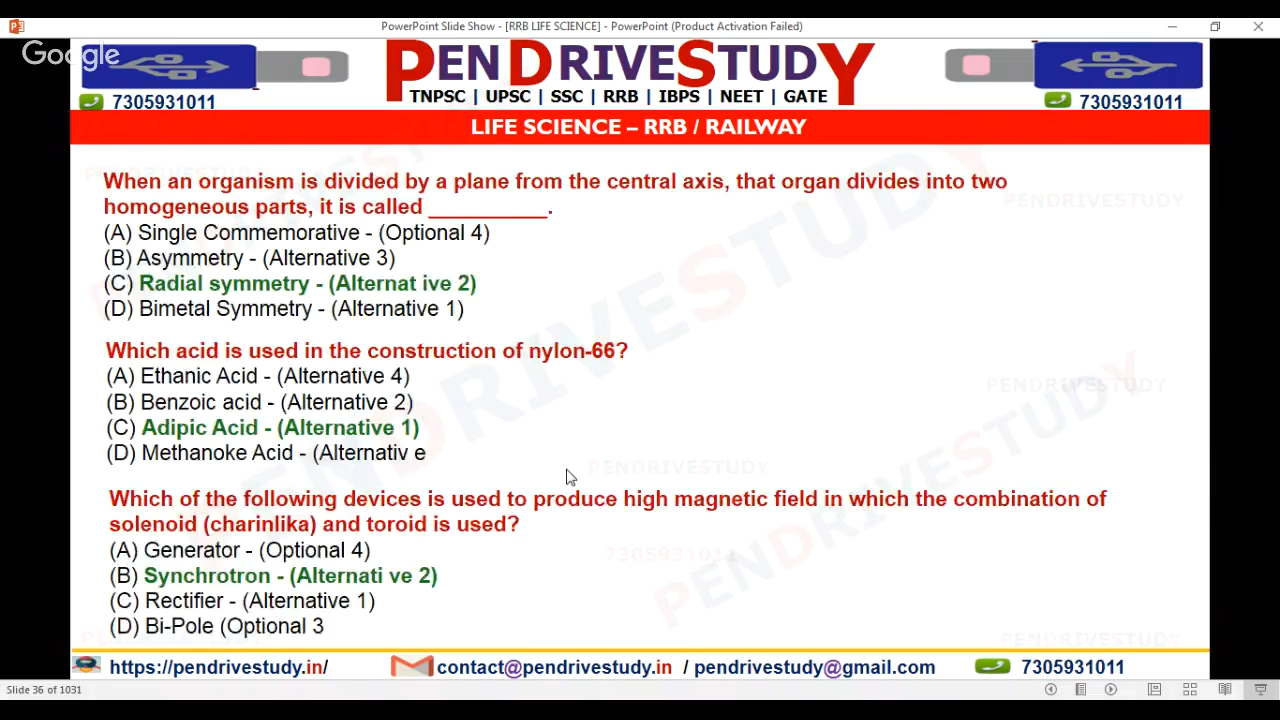 PowerPoint Slide Show - [RRB LIFE SCIENCE] - PowerPoint (Product Activation Failed)
Google
PENDRIVESTUDY
TNPSC | UPSC | SSC | RRB | IBPS | NEET | GATE
7305931011
7305931011
LIFE SCIENCE – RRB / RAILWAY
When an organism is divided by a plane from the central axis, that organ divides into two
homogeneous parts, it is called __________.
(A) Single Commemorative - (Optional 4)
(B) Asymmetry - (Alternative 3)
(C) Radial symmetry - (Alternat ive 2)
(D) Bimetal Symmetry - (Alternative 1)
Which acid is used in the construction of nylon-66?
(A) Ethanic Acid - (Alternative 4)
(B) Benzoic acid - (Alternative 2)
(C) Adipic Acid - (Alternative 1)
(D) Methanoke Acid - (Alternativ e
Which of the following devices is used to produce high magnetic field in which the combination of
solenoid (charinlika) and toroid is used?
(A) Generator - (Optional 4)
(B) Synchrotron - (Alternati ve 2)
(C) Rectifier - (Alternative 1)
(D) Bi-Pole (Optional 3
PENDRIVESTUDY
PENDRIVESTUDY
PENDRIVESTUDY
PENDRIVESTUDY
PENDRIVESTUDY
7305931011
PENDRIVESTUDY
https://pendrivestudy.in/
contact@pendrivestudy.in / pendrivestudy@gmail.com
7305931011
Slide 36 of 1031